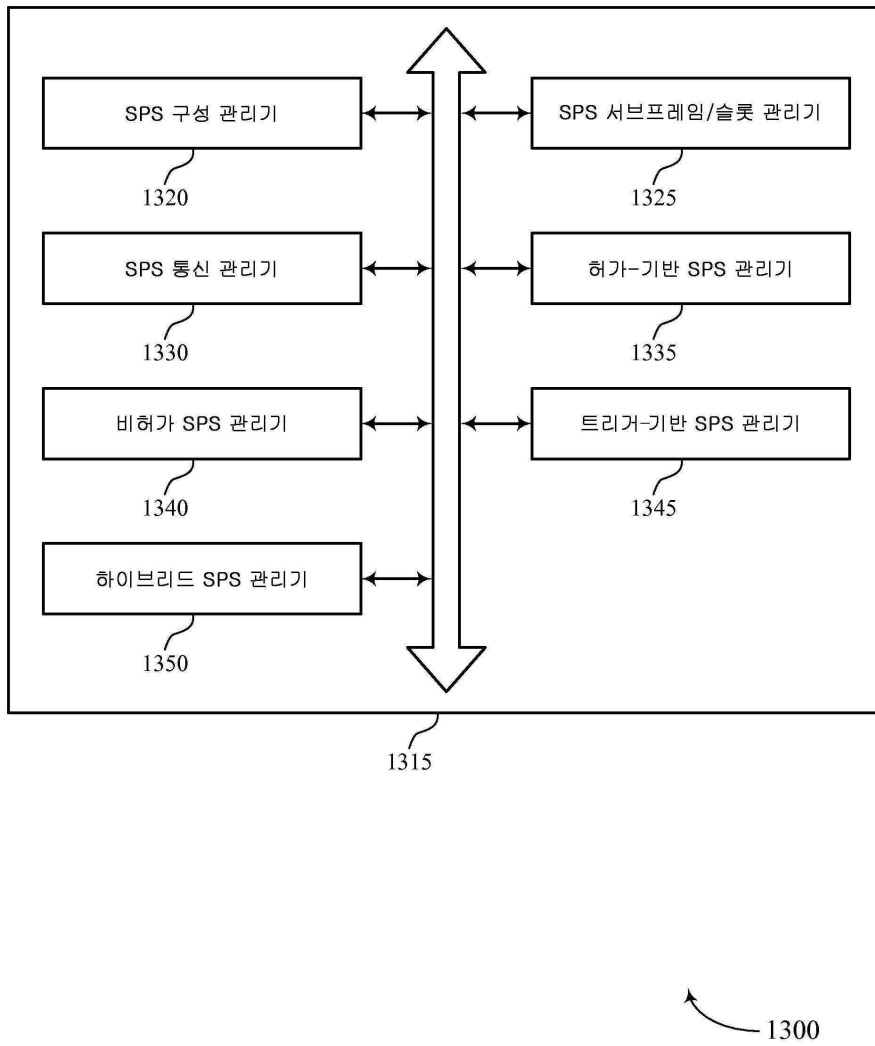 SPS 구성 관리기
1320
SPS 서브프레임/슬롯 관리기
1325
SPS 통신 관리기
1330
허가-기반 SPS 관리기
1335
비허가 SPS 관리기
1340
트리거-기반 SPS 관리기
1345
하이브리드 SPS 관리기
1350
1315
1300